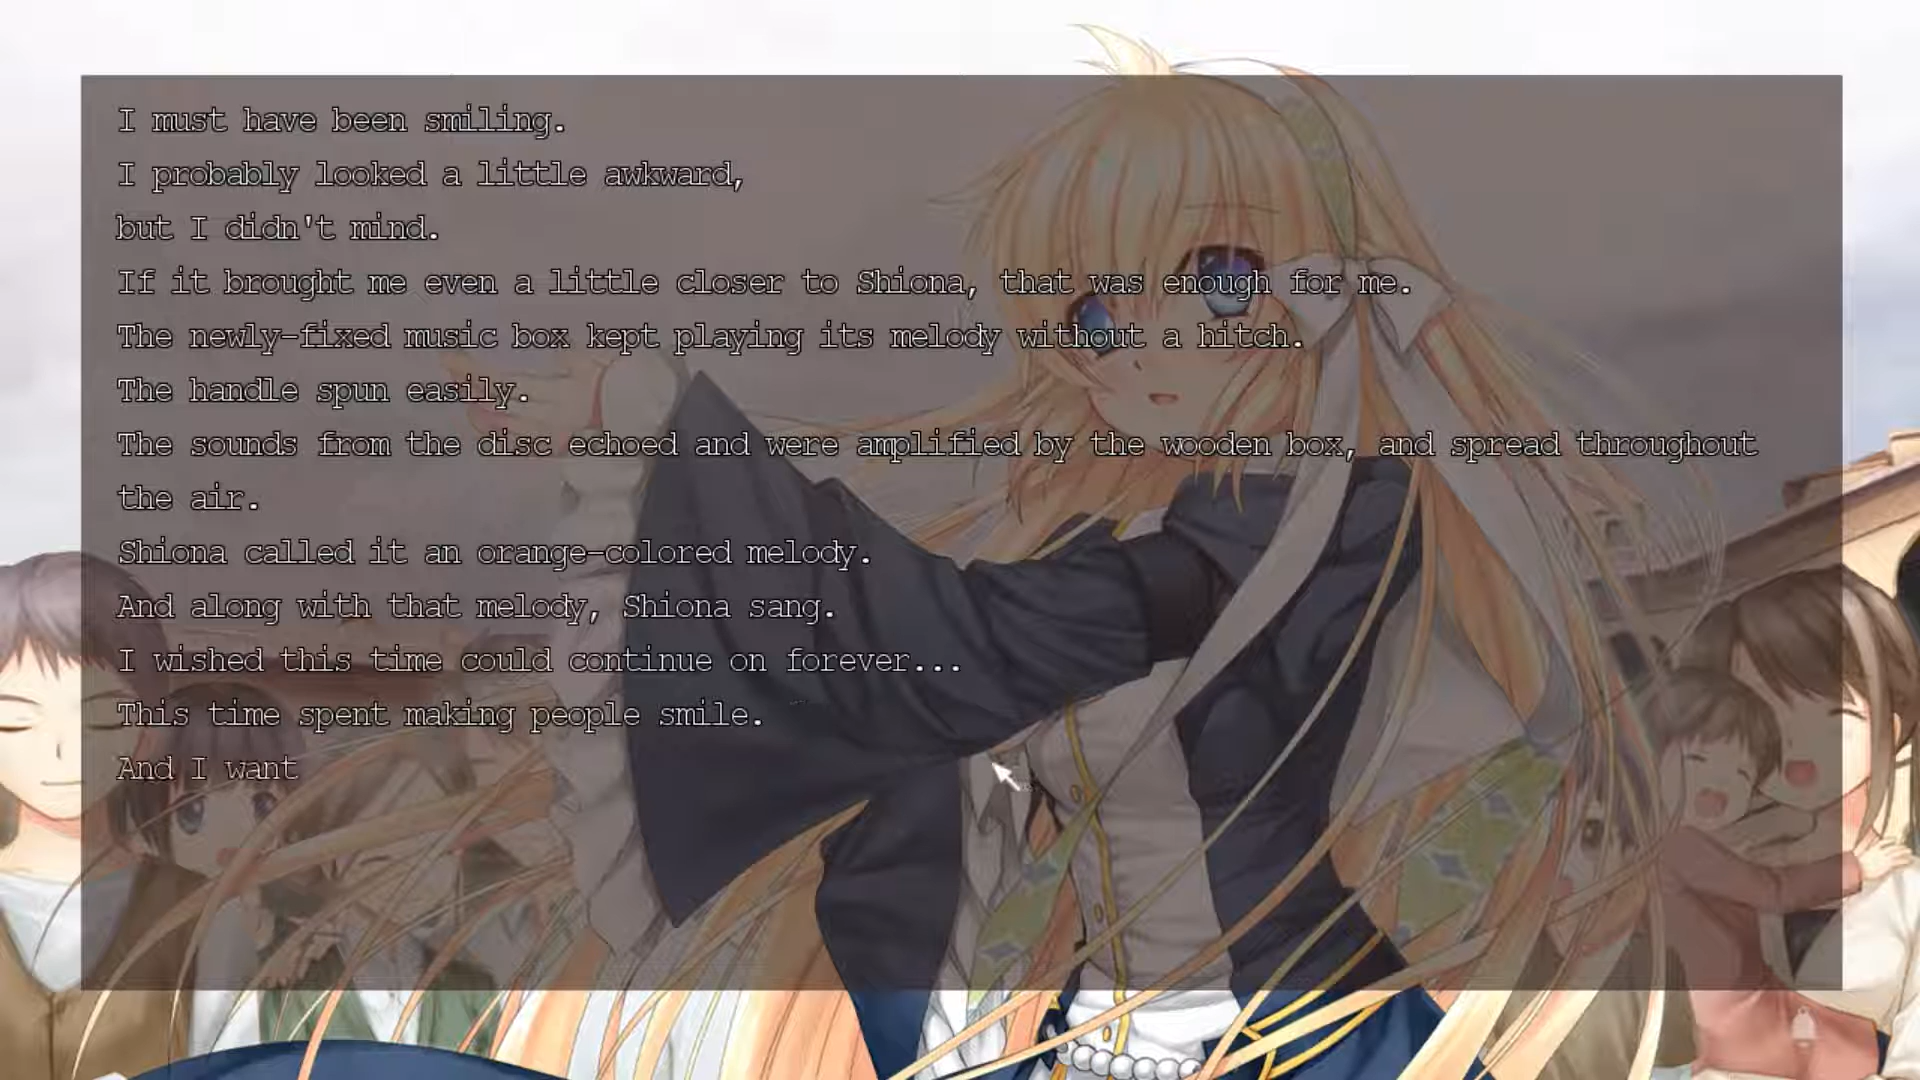 I must have been smiling.
I probably looked a little awkward,
but I didn't mind.
If it brought me even a little closer to Shiona, that was enough for me.
The newly-fixed music box kept playing its melody without a hitch.
The handle spun easily.
The sounds from the disc echoed and were amplified by the wooden box, and spread throughout
the air.
Shiona called it an orange-colored melody.
And along with that melody, Shiona sang.
I wished this time could continue on forever...
This time spent making people smile.
And I want